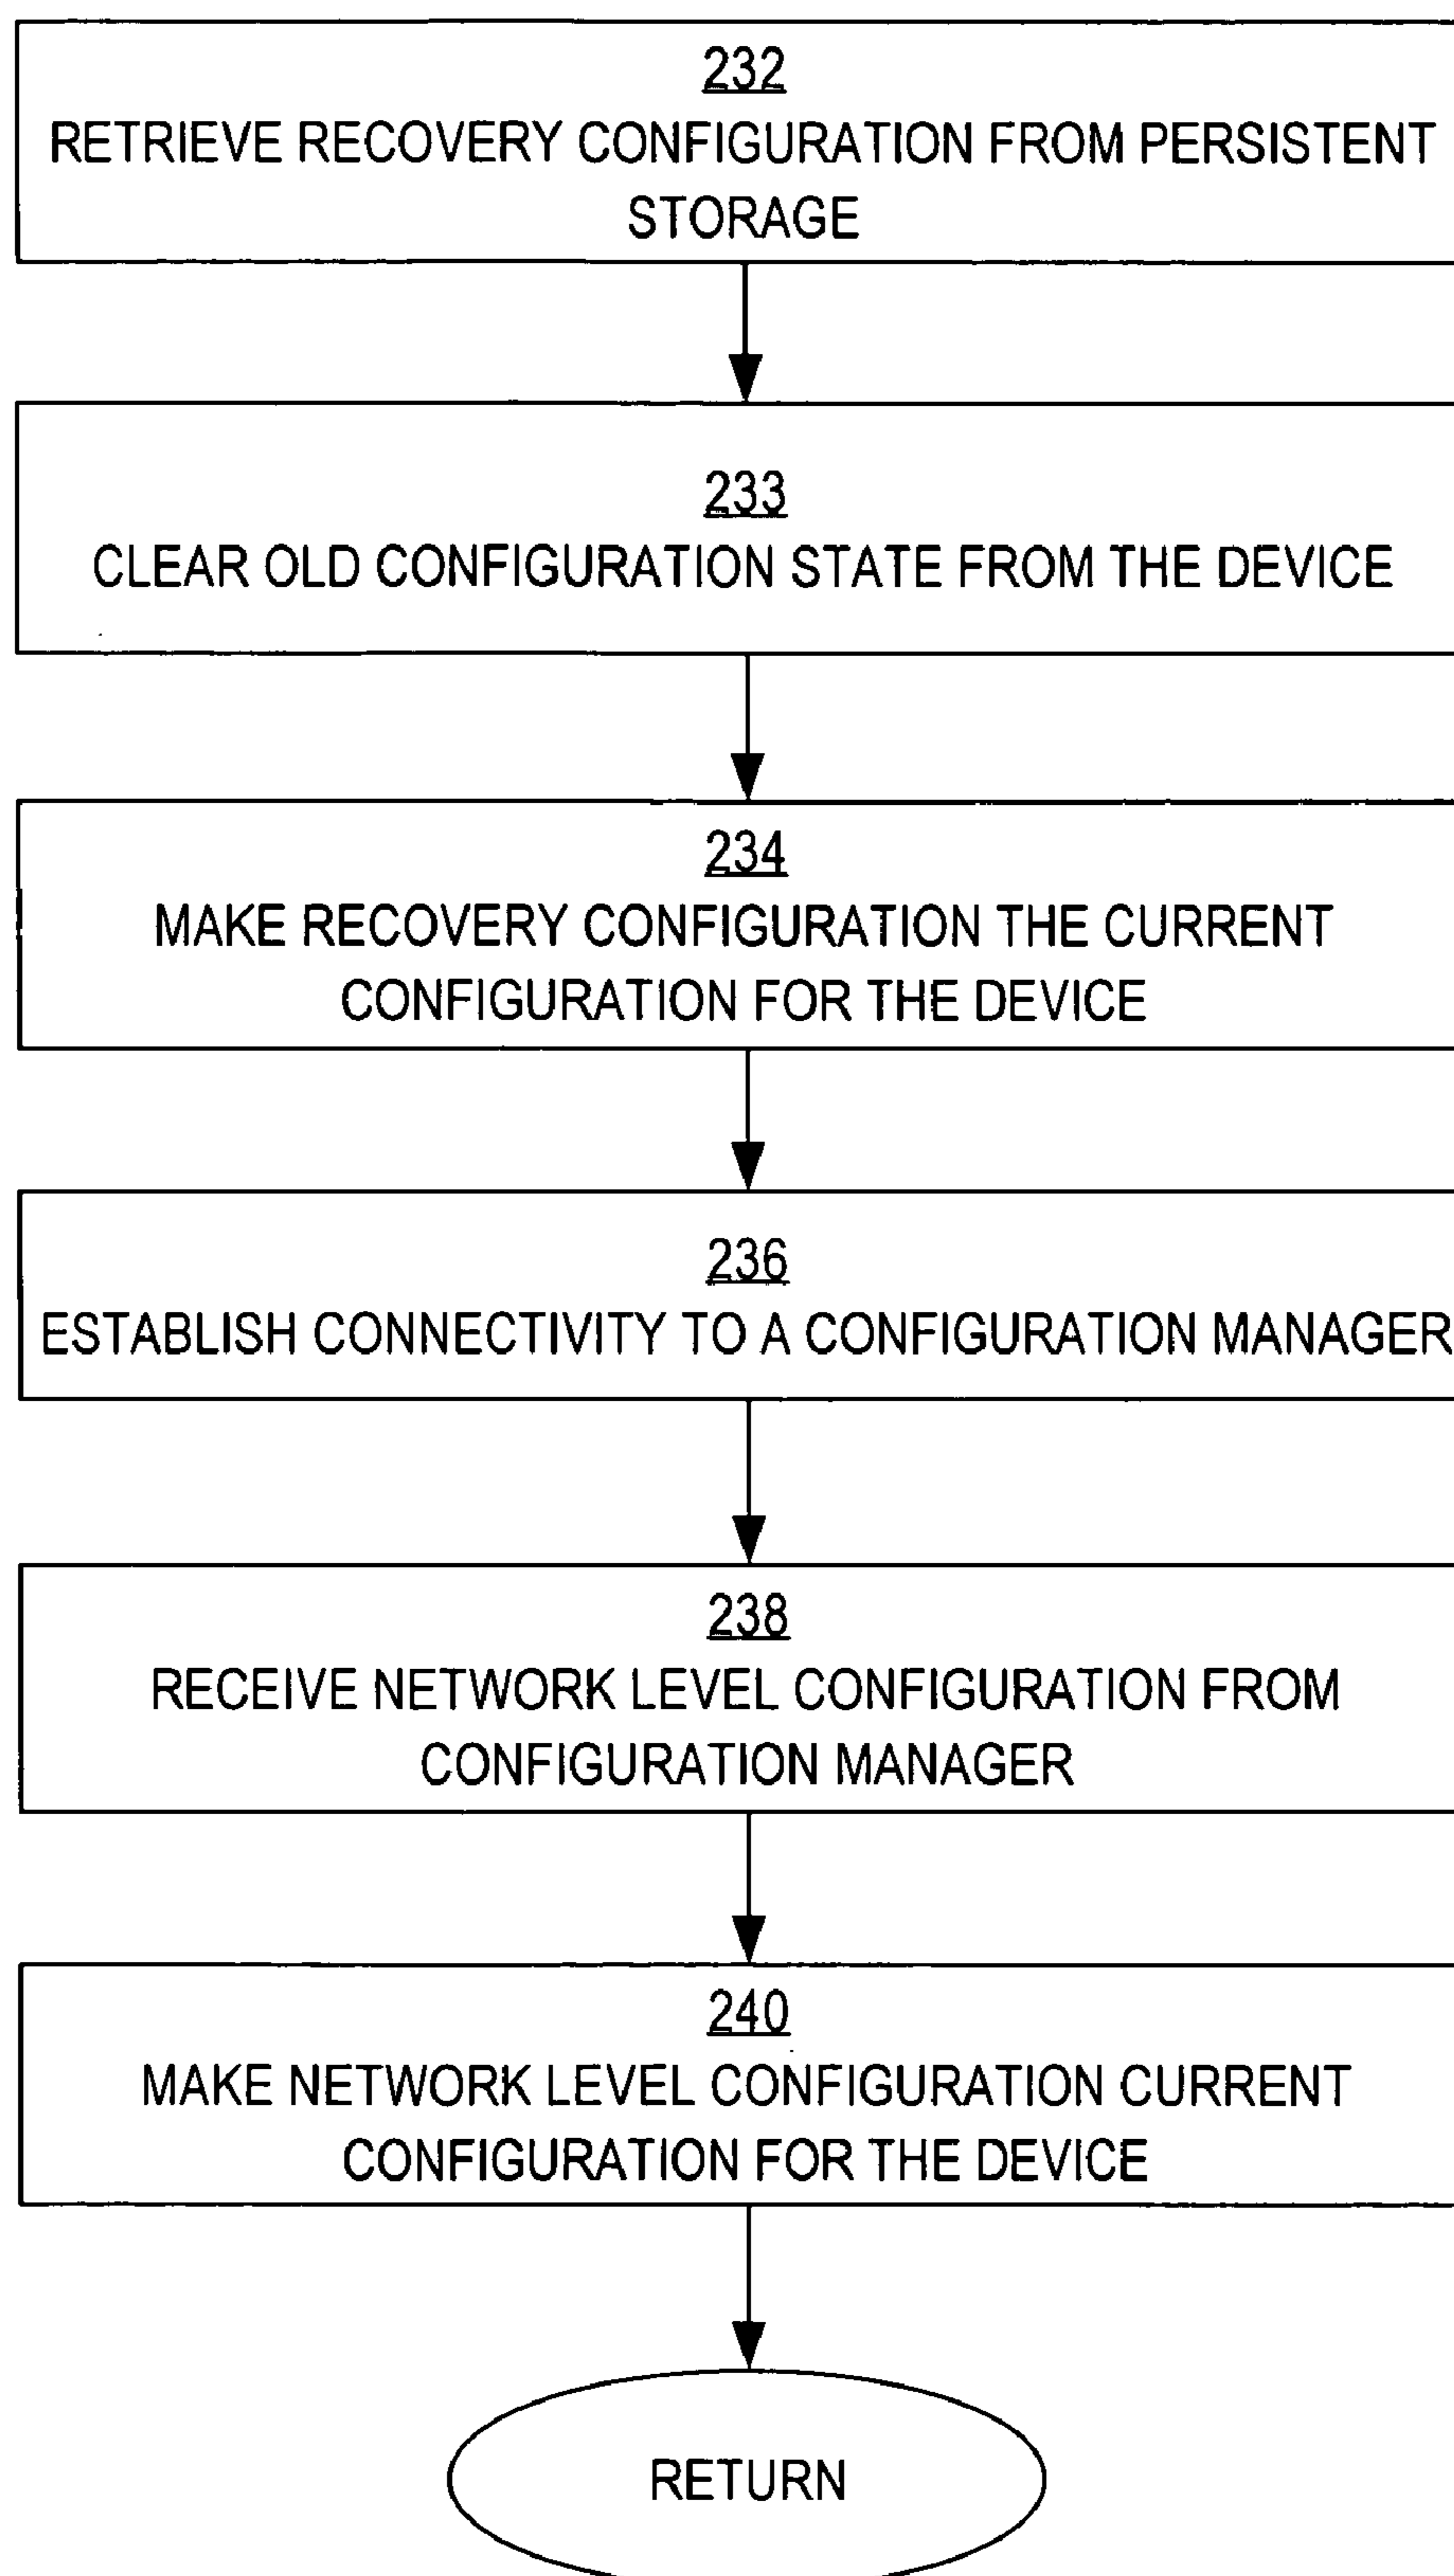 232
RETRIEVE RECOVERY CONFIGURATION FROM PERSISTENT
STORAGE
233
CLEAR OLD CONFIGURATION STATE FROM THE DEVICE
234
MAKE RECOVERY CONFIGURATION THE CURRENT
CONFIGURATION FOR THE DEVICE
236
ESTABLISH CONNECTIVITY TO A CONFIGURATION MANAGER
238
RECEIVE NETWORK LEVEL CONFIGURATION FROM
CONFIGURATION MANAGER
240
MAKE NETWORK LEVEL CONFIGURATION CURRENT
CONFIGURATION FOR THE DEVICE
RETURN